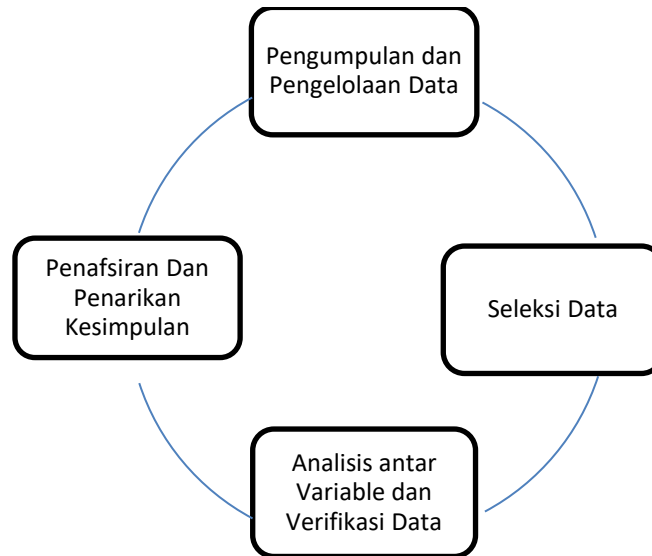 Pengumpulan dan
Pengelolaan Data
Seleksi Data
Analisis antar
Variable dan
Verifikasi Data
Penafsiran Dan
Penarikan
Kesimpulan